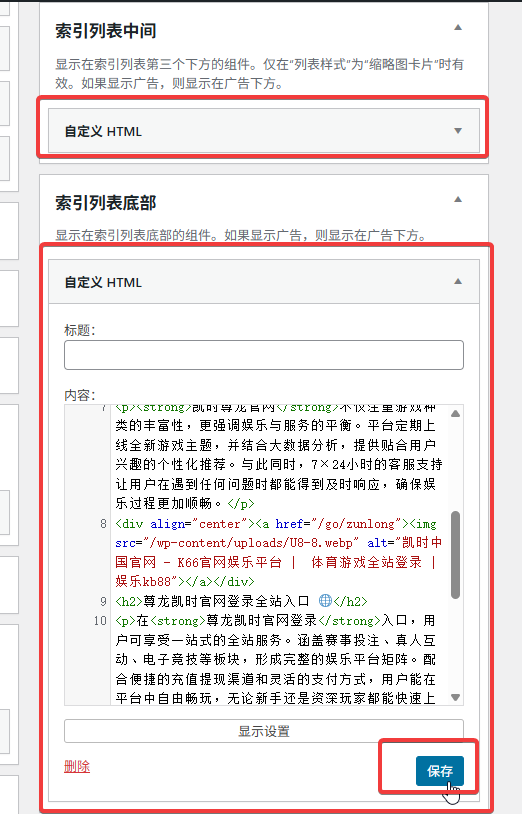 索引列表中间
显示在索引列表第三个下方的组件。仅在“列表样式”为“缩略图卡片”时有
效。如果显示广告，则显示在广告下方。
自定义 HTML
索引列表底部
显示在索引列表底部的组件。如果显示广告，则显示在广告下方。
自定义 HTML
标题：
内容：
7 <p><strong>凯时尊龙官网</strong>不仅注重游戏种
类的丰富性，更强调娱乐与服务的平衡。平台定期上
线全新游戏主题，并结合大数据分析，提供贴合用户
兴趣的个性化推荐。与此同时，7×24小时的客服支持
让用户在遇到任何问题时都能得到及时响应，确保娱
乐过程更加顺畅。</p>
8 <div align="center"><a href="/go/zunlong"><img
src="/wp-content/uploads/U8-8.webp" alt="凯时中
国官网 - K66官网娱乐平台 | 体育游戏全站登录 |
娱乐kb88"></a></div>
9 <h2>尊龙凯时官网登录全站入口 🌐</h2>
10 <p>在<strong>尊龙凯时官网登录</strong>入口，用
户可享受一站式的全站服务。涵盖赛事投注、真人互
动、电子竞技等板块，形成完整的娱乐平台矩阵。配
合便捷的充值提现渠道和灵活的支付方式，用户能在
平台中自由畅玩，无论新手还是资深玩家都能快速上
显示设置
删除
保存